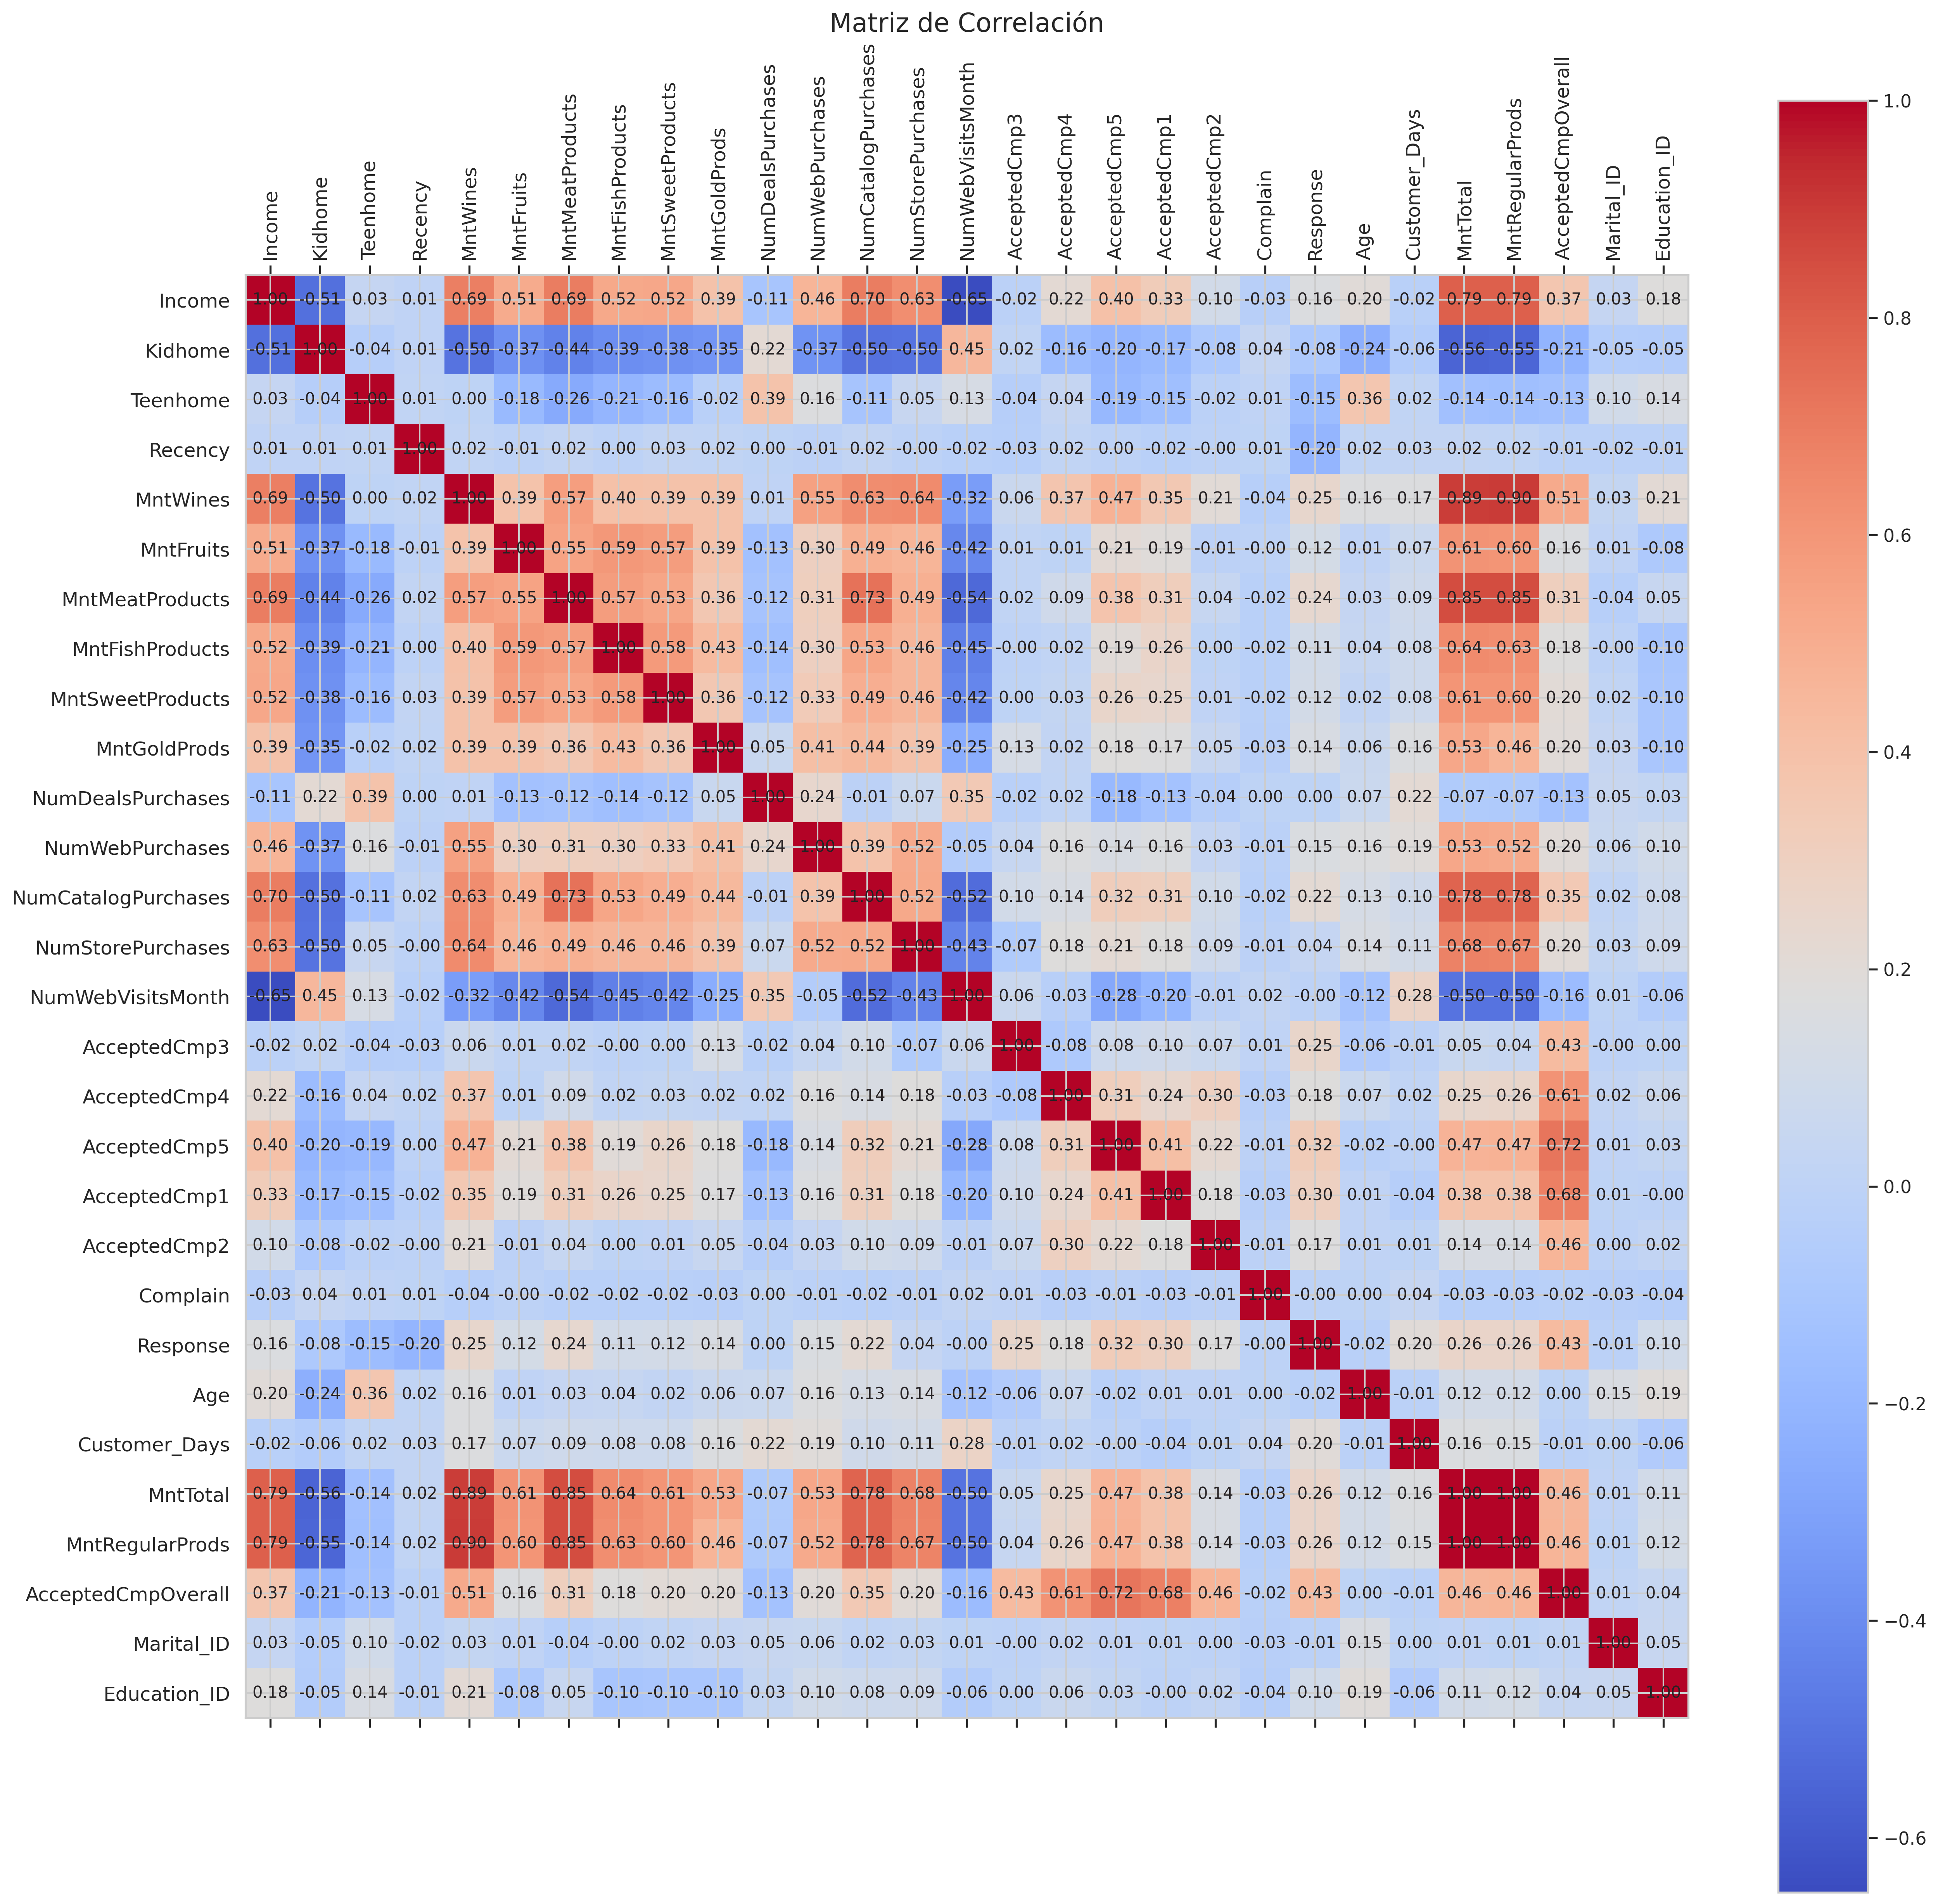 Matriz de Correlación
Income Kidhome Teenhome Recency MntWines MntFruits MntMeatProducts MntFishProducts MntSweetProducts MntGoldProds NumDealsPurchases NumWebPurchases NumCatalogPurchases NumStorePurchases NumWebVisitsMonth AcceptedCmp3 AcceptedCmp4 AcceptedCmp5 AcceptedCmp1 AcceptedCmp2 Complain Response Age Customer_Days MntTotal MntRegularProds AcceptedCmpOverall Marital_ID Education_ID
Income 1.00 -0.51 0.03 0.01 0.69 0.51 0.69 0.52 0.52 0.39 -0.11 0.46 0.70 0.63 -0.65 -0.02 0.22 0.40 0.33 0.10 -0.03 0.16 0.20 -0.02 0.79 0.79 0.37 0.03 0.18
Kidhome -0.51 1.00 -0.04 0.01 -0.50 -0.37 -0.44 -0.39 -0.38 -0.35 0.22 -0.37 -0.50 -0.50 0.45 0.02 -0.16 -0.20 -0.17 -0.08 0.04 -0.08 -0.24 -0.06 -0.56 -0.55 -0.21 -0.05 -0.05
Teenhome 0.03 -0.04 1.00 0.01 0.00 -0.18 -0.26 -0.21 -0.16 -0.02 0.39 0.16 -0.11 0.05 0.13 -0.04 0.04 -0.19 -0.15 -0.02 0.01 -0.15 0.36 0.02 -0.14 -0.14 -0.13 0.10 0.14
Recency 0.01 0.01 0.01 1.00 0.02 -0.01 0.02 0.00 0.03 0.02 0.00 -0.01 0.02 -0.00 -0.02 -0.03 0.02 0.00 -0.02 -0.00 0.01 -0.20 0.02 0.03 0.02 0.02 -0.01 -0.02 -0.01
MntWines 0.69 -0.50 0.00 0.02 1.00 0.39 0.57 0.40 0.39 0.39 0.01 0.55 0.63 0.64 -0.32 0.06 0.37 0.47 0.35 0.21 -0.04 0.25 0.16 0.17 0.89 0.90 0.51 0.03 0.21
MntFruits 0.51 -0.37 -0.18 -0.01 0.39 1.00 0.55 0.59 0.57 0.39 -0.13 0.30 0.49 0.46 -0.42 0.01 0.01 0.21 0.19 -0.01 -0.00 0.12 0.01 0.07 0.61 0.60 0.16 0.01 -0.08
MntMeatProducts 0.69 -0.44 -0.26 0.02 0.57 0.55 1.00 0.57 0.53 0.36 -0.12 0.31 0.73 0.49 -0.54 0.02 0.09 0.38 0.31 0.04 -0.02 0.24 0.03 0.09 0.85 0.85 0.31 -0.04 0.05
MntFishProducts 0.52 -0.39 -0.21 0.00 0.40 0.59 0.57 1.00 0.58 0.43 -0.14 0.30 0.53 0.46 -0.45 -0.00 0.02 0.19 0.26 0.00 -0.02 0.11 0.04 0.08 0.64 0.63 0.18 -0.00 -0.10
MntSweetProducts 0.52 -0.38 -0.16 0.03 0.39 0.57 0.53 0.58 1.00 0.36 -0.12 0.33 0.49 0.46 -0.42 0.00 0.03 0.26 0.25 0.01 -0.02 0.12 0.02 0.08 0.61 0.60 0.20 0.02 -0.10
MntGoldProds 0.39 -0.35 -0.02 0.02 0.39 0.39 0.36 0.43 0.36 1.00 0.05 0.41 0.44 0.39 -0.25 0.13 0.02 0.18 0.17 0.05 -0.03 0.14 0.06 0.16 0.53 0.46 0.20 0.03 -0.10
NumDealsPurchases -0.11 0.22 0.39 0.00 0.01 -0.13 -0.12 -0.14 -0.12 0.05 1.00 0.24 -0.01 0.07 0.35 -0.02 0.02 -0.18 -0.13 -0.04 0.00 0.00 0.07 0.22 -0.07 -0.07 -0.13 0.05 0.03
NumWebPurchases 0.46 -0.37 0.16 -0.01 0.55 0.30 0.31 0.30 0.33 0.41 0.24 1.00 0.39 0.52 -0.05 0.04 0.16 0.14 0.16 0.03 -0.01 0.15 0.16 0.19 0.53 0.52 0.20 0.06 0.10
NumCatalogPurchases 0.70 -0.50 -0.11 0.02 0.63 0.49 0.73 0.53 0.49 0.44 -0.01 0.39 1.00 0.52 -0.52 0.10 0.14 0.32 0.31 0.10 -0.02 0.22 0.13 0.10 0.78 0.78 0.35 0.02 0.08
NumStorePurchases 0.63 -0.50 0.05 -0.00 0.64 0.46 0.49 0.46 0.46 0.39 0.07 0.52 0.52 1.00 -0.43 -0.07 0.18 0.21 0.18 0.09 -0.01 0.04 0.14 0.11 0.68 0.67 0.20 0.03 0.09
NumWebVisitsMonth -0.65 0.45 0.13 -0.02 -0.32 -0.42 -0.54 -0.45 -0.42 -0.25 0.35 -0.05 -0.52 -0.43 1.00 0.06 -0.03 -0.28 -0.20 -0.01 0.02 -0.00 -0.12 0.28 -0.50 -0.50 -0.16 0.01 -0.06
AcceptedCmp3 -0.02 0.02 -0.04 -0.03 0.06 0.01 0.02 -0.00 0.00 0.13 -0.02 0.04 0.10 -0.07 0.06 1.00 -0.08 0.08 0.10 0.07 0.01 0.25 -0.06 -0.01 0.05 0.04 0.43 -0.00 0.00
AcceptedCmp4 0.22 -0.16 0.04 0.02 0.37 0.01 0.09 0.02 0.03 0.02 0.02 0.16 0.14 0.18 -0.03 -0.08 1.00 0.31 0.24 0.30 -0.03 0.18 0.07 0.02 0.25 0.26 0.61 0.02 0.06
AcceptedCmp5 0.40 -0.20 -0.19 0.00 0.47 0.21 0.38 0.19 0.26 0.18 -0.18 0.14 0.32 0.21 -0.28 0.08 0.31 1.00 0.41 0.22 -0.01 0.32 -0.02 -0.00 0.47 0.47 0.72 0.01 0.03
AcceptedCmp1 0.33 -0.17 -0.15 -0.02 0.35 0.19 0.31 0.26 0.25 0.17 -0.13 0.16 0.31 0.18 -0.20 0.10 0.24 0.41 1.00 0.18 -0.03 0.30 0.01 -0.04 0.38 0.38 0.68 0.01 -0.00
AcceptedCmp2 0.10 -0.08 -0.02 -0.00 0.21 -0.01 0.04 0.00 0.01 0.05 -0.04 0.03 0.10 0.09 -0.01 0.07 0.30 0.22 0.18 1.00 -0.01 0.17 0.01 0.01 0.14 0.14 0.46 0.00 0.02
Complain -0.03 0.04 0.01 0.01 -0.04 -0.00 -0.02 -0.02 -0.02 -0.03 0.00 -0.01 -0.02 -0.01 0.02 0.01 -0.03 -0.01 -0.03 -0.01 1.00 -0.00 0.00 0.04 -0.03 -0.03 -0.02 -0.03 -0.04
Response 0.16 -0.08 -0.15 -0.20 0.25 0.12 0.24 0.11 0.12 0.14 0.00 0.15 0.22 0.04 -0.00 0.25 0.18 0.32 0.30 0.17 -0.00 1.00 -0.02 0.20 0.26 0.26 0.43 -0.01 0.10
Age 0.20 -0.24 0.36 0.02 0.16 0.01 0.03 0.04 0.02 0.06 0.07 0.16 0.13 0.14 -0.12 -0.06 0.07 -0.02 0.01 0.01 0.00 -0.02 1.00 -0.01 0.12 0.12 0.00 0.15 0.19
Customer_Days -0.02 -0.06 0.02 0.03 0.17 0.07 0.09 0.08 0.08 0.16 0.22 0.19 0.10 0.11 0.28 -0.01 0.02 -0.00 -0.04 0.01 0.04 0.20 -0.01 1.00 0.16 0.15 -0.01 0.00 -0.06
MntTotal 0.79 -0.56 -0.14 0.02 0.89 0.61 0.85 0.64 0.61 0.53 -0.07 0.53 0.78 0.68 -0.50 0.05 0.25 0.47 0.38 0.14 -0.03 0.26 0.12 0.16 1.00 1.00 0.46 0.01 0.11
MntRegularProds 0.79 -0.55 -0.14 0.02 0.90 0.60 0.85 0.63 0.60 0.46 -0.07 0.52 0.78 0.67 -0.50 0.04 0.26 0.47 0.38 0.14 -0.03 0.26 0.12 0.15 1.00 1.00 0.46 0.01 0.12
AcceptedCmpOverall 0.37 -0.21 -0.13 -0.01 0.51 0.16 0.31 0.18 0.20 0.20 -0.13 0.20 0.35 0.20 -0.16 0.43 0.61 0.72 0.68 0.46 -0.02 0.43 0.00 -0.01 0.46 0.46 1.00 0.01 0.04
Marital_ID 0.03 -0.05 0.10 -0.02 0.03 0.01 -0.04 -0.00 0.02 0.03 0.05 0.06 0.02 0.03 0.01 -0.00 0.02 0.01 0.01 0.00 -0.03 -0.01 0.15 0.00 0.01 0.01 0.01 1.00 0.05
Education_ID 0.18 -0.05 0.14 -0.01 0.21 -0.08 0.05 -0.10 -0.10 -0.10 0.03 0.10 0.08 0.09 -0.06 0.00 0.06 0.03 -0.00 0.02 -0.04 0.10 0.19 -0.06 0.11 0.12 0.04 0.05 1.00
1.0
0.8
0.6
0.4
0.2
0.0
−0.2
−0.4
−0.6